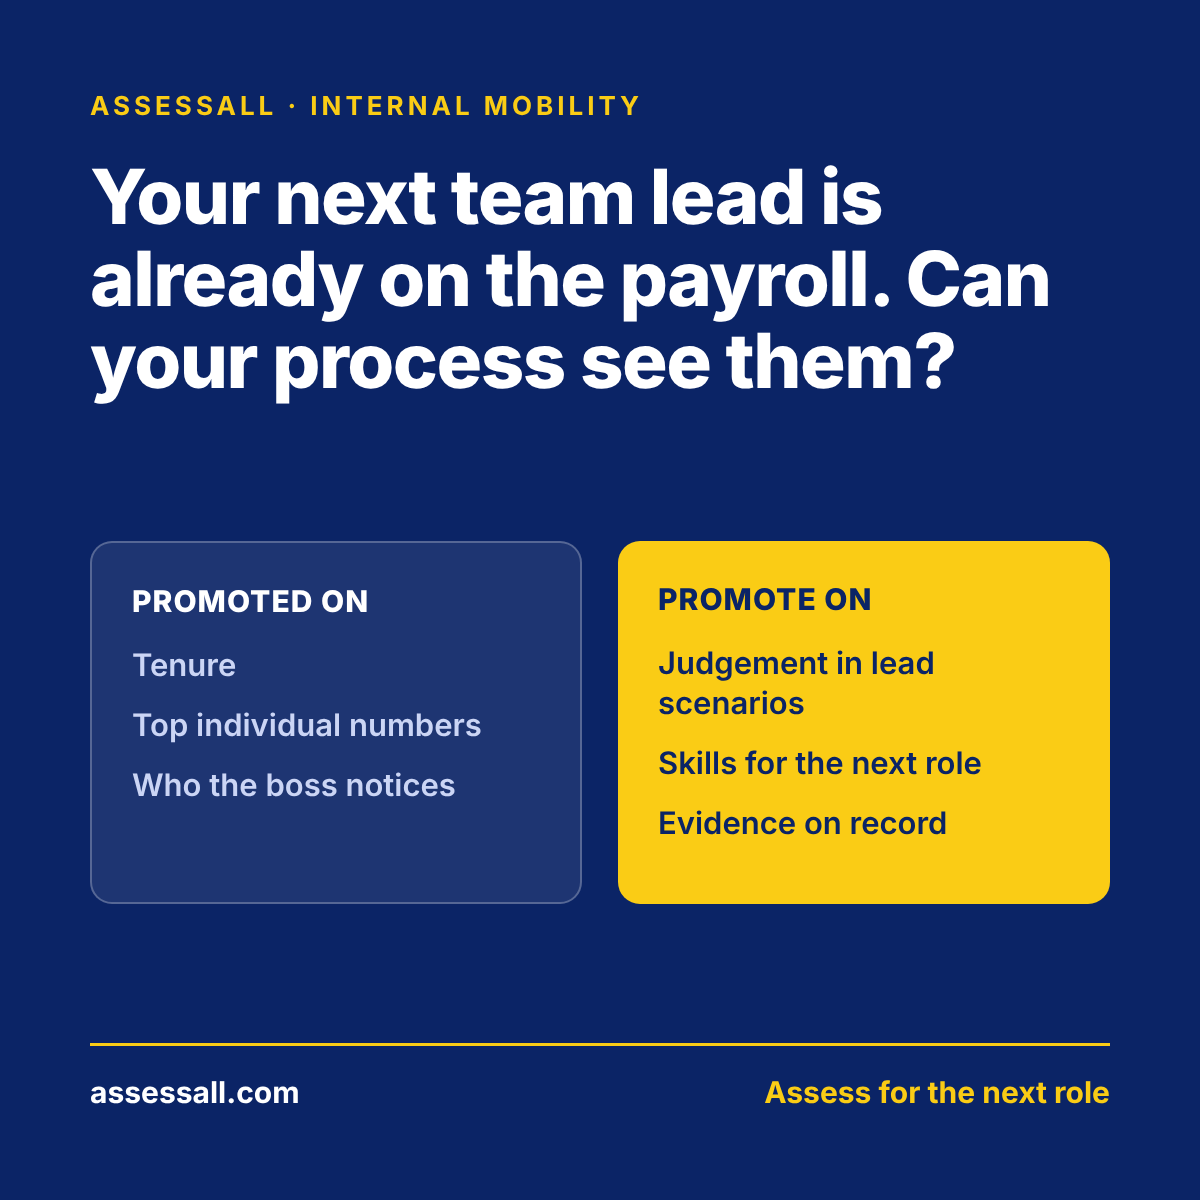 ASSESSALL · INTERNAL MOBILITY
Your next team lead is
already on the payroll. Can
your process see them?
PROMOTED ON
Tenure
Top individual numbers
Who the boss notices
PROMOTE ON
Judgement in lead
scenarios
Skills for the next role
Evidence on record
assessall.com
Assess for the next role